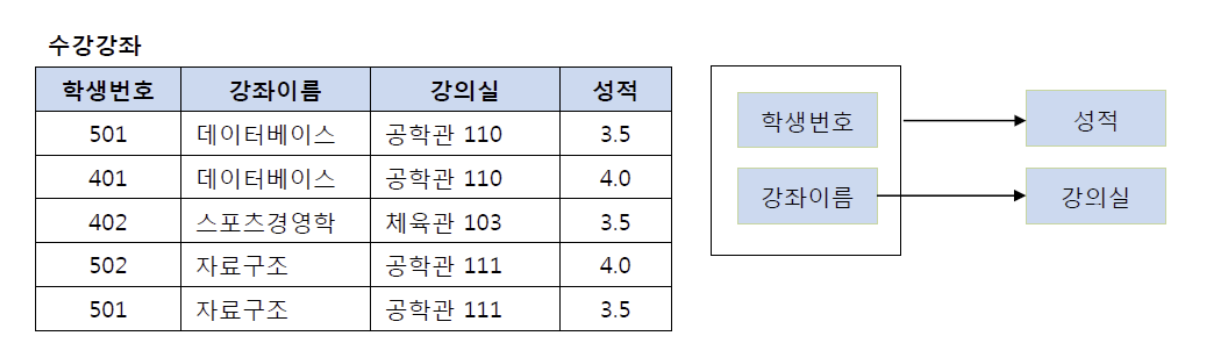 수강강좌
학생번호 강좌이름 강의실 성적
501 데이터베이스 공학관 110 3.5
401 데이터베이스 공학관 110 4.0
402 스포츠경영학 체육관 103 3.5
502 자료구조 공학관 111 4.0
501 자료구조 공학관 111 3.5
학생번호 성적
강좌이름 강의실